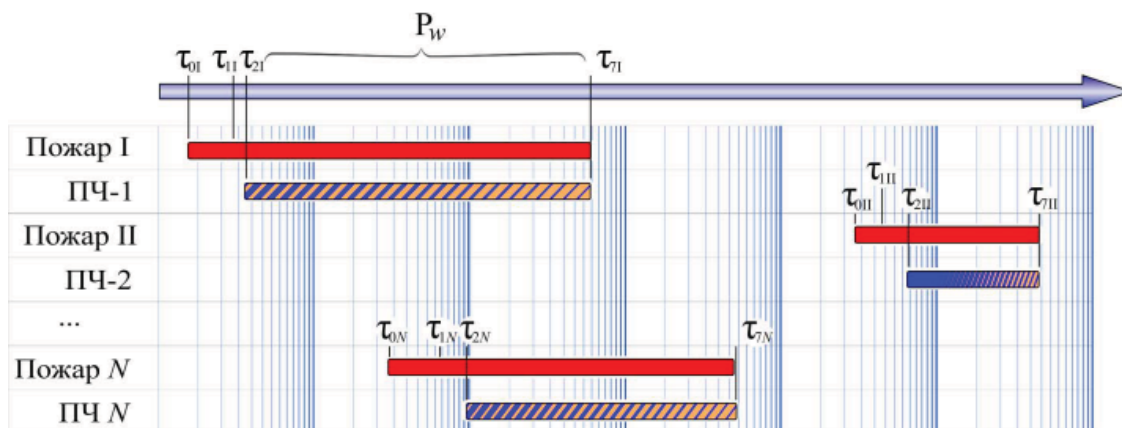 P_w
τ_0I τ_1I τ_2I τ_7I
Пожар I
ПЧ-1
τ_0II τ_1II τ_2II τ_7II
Пожар II
ПЧ-2
...
τ_0N τ_1N τ_2N τ_7N
Пожар N
ПЧ N